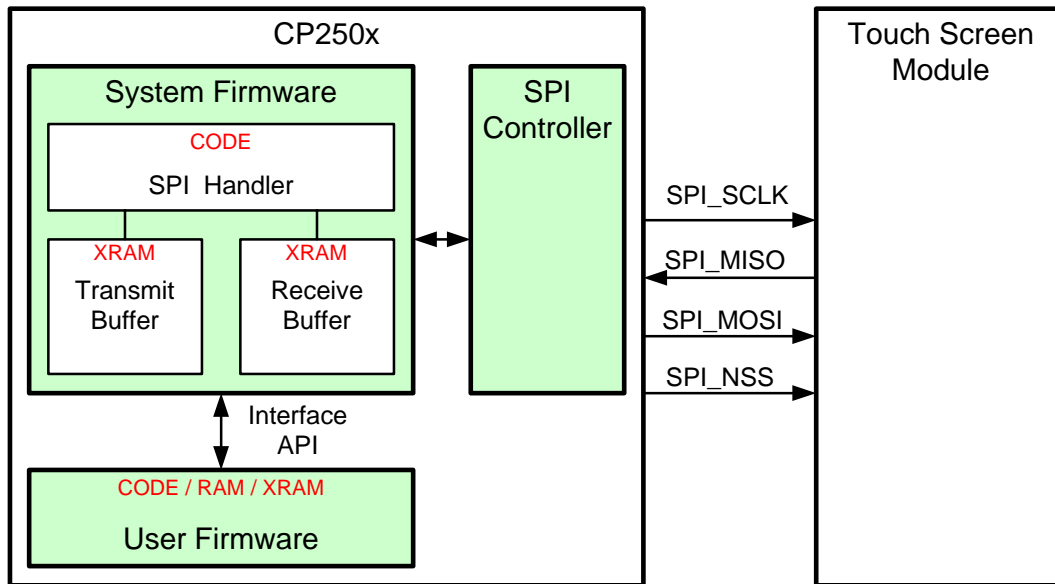 CP250x
System Firmware
CODE
SPI Handler
XRAM
Transmit
Buffer
XRAM
Receive
Buffer
SPI
Controller
Interface
API
CODE / RAM / XRAM
User Firmware
SPI_SCLK
SPI_MISO
SPI_MOSI
SPI_NSS
Touch Screen
Module